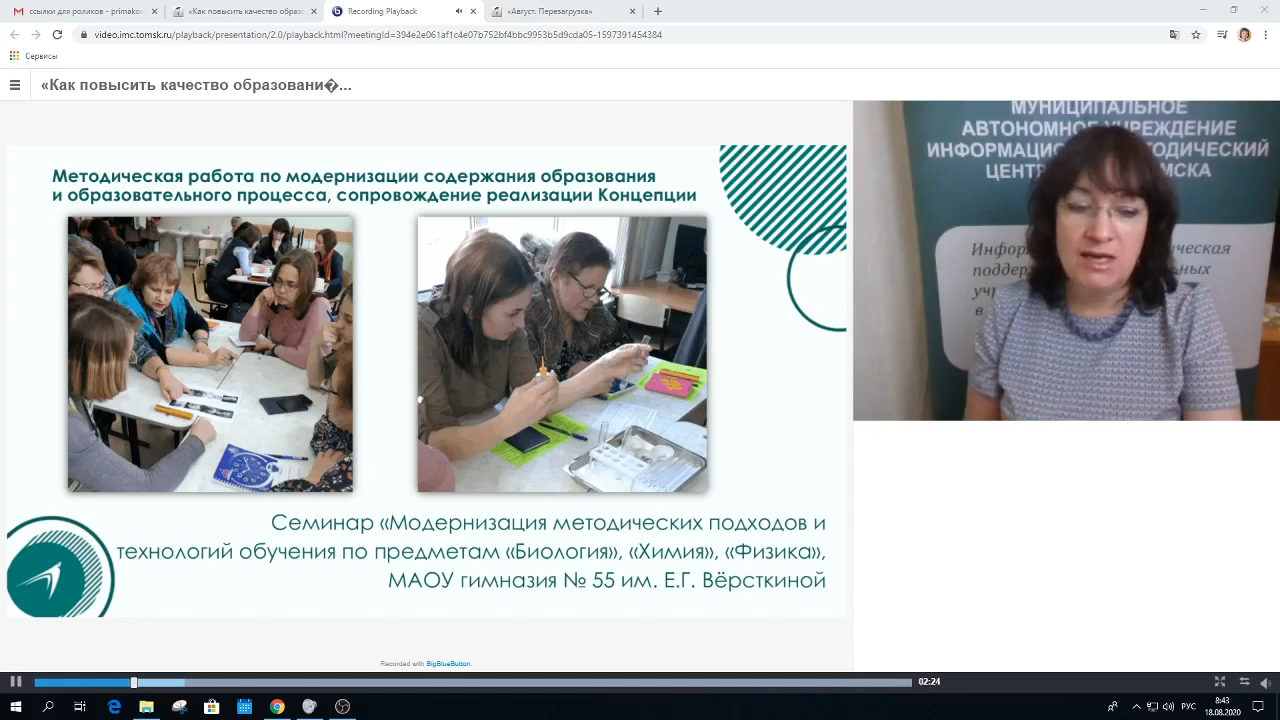 ссылки для роликов - primakov
«Как повысить качество образо
Recording Playback
«Август. Перезагрузка»
video.imc.tomsk.ru/playback/presentation/2.0/playback.html?meetingId=394e2e061af1c4e07b752bf4bbc9953b5d9cda05-1597391454384
Сервисы
«Как повысить качество образовани�...
Методическая работа по модернизации содержания образования
и образовательного процесса, сопровождение реализации Концепции
Семинар «Модернизация методических подходов и
технологий обучения по предметам «Биология», «Химия», «Физика»,
МАОУ гимназия № 55 им. Е.Г. Вёрсткиной
МУНИЦИПАЛЬНОЕ
АВТОНОМНОЕ УЧРЕЖДЕНИЕ
Recorded with BigBlueButton.
02:24
РУС
8:43
18.08.2020